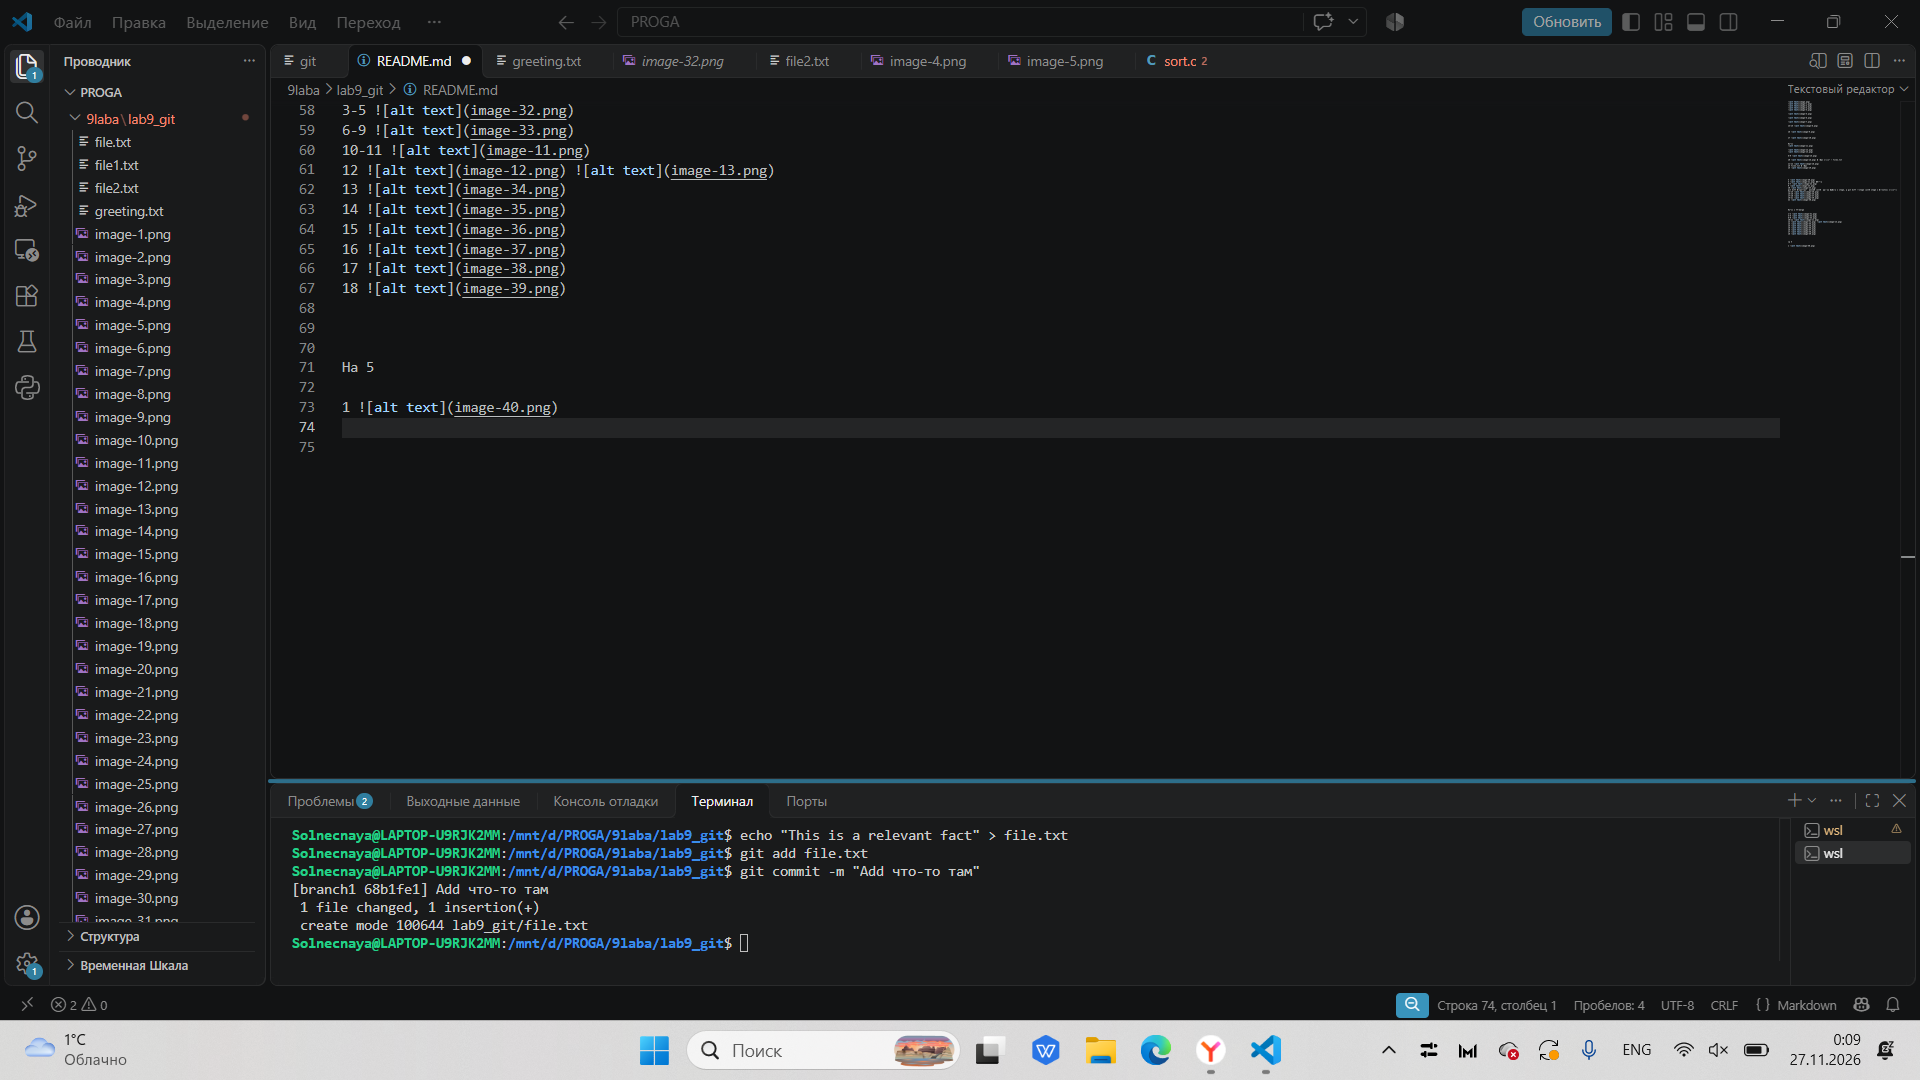 Файл Правка Выделение Вид Переход ··· PROGA Обновить
Проводник ···
PROGA
9laba\lab9_git
file.txt
file1.txt
file2.txt
greeting.txt
image-1.png
image-2.png
image-3.png
image-4.png
image-5.png
image-6.png
image-7.png
image-8.png
image-9.png
image-10.png
image-11.png
image-12.png
image-13.png
image-14.png
image-15.png
image-16.png
image-17.png
image-18.png
image-19.png
image-20.png
image-21.png
image-22.png
image-23.png
image-24.png
image-25.png
image-26.png
image-27.png
image-28.png
image-29.png
image-30.png
image-31.png
Структура
Временная Шкала
git README.md greeting.txt image-32.png file2.txt image-4.png image-5.png C sort.c 2
9laba > lab9_git > README.md
Текстовый редактор
58 3-5 ![alt text](image-32.png)
59 6-9 ![alt text](image-33.png)
60 10-11 ![alt text](image-11.png)
61 12 ![alt text](image-12.png) ![alt text](image-13.png)
62 13 ![alt text](image-34.png)
63 14 ![alt text](image-35.png)
64 15 ![alt text](image-36.png)
65 16 ![alt text](image-37.png)
66 17 ![alt text](image-38.png)
67 18 ![alt text](image-39.png)
68
69
70
71 На 5
72
73 1 ![alt text](image-40.png)
74
75
Проблемы 2 Выходные данные Консоль отладки Терминал Порты
Solnecnaya@LAPTOP-U9RJK2MM:/mnt/d/PROGA/9laba/lab9_git$ echo "This is a relevant fact" > file.txt
Solnecnaya@LAPTOP-U9RJK2MM:/mnt/d/PROGA/9laba/lab9_git$ git add file.txt
Solnecnaya@LAPTOP-U9RJK2MM:/mnt/d/PROGA/9laba/lab9_git$ git commit -m "Add что-то там"
[branch1 68b1fe1] Add что-то там
1 file changed, 1 insertion(+)
create mode 100644 lab9_git/file.txt
Solnecnaya@LAPTOP-U9RJK2MM:/mnt/d/PROGA/9laba/lab9_git$
wsl
wsl
2 0
Строка 74, столбец 1 Пробелов: 4 UTF-8 CRLF {} Markdown
1°C
Облачно
Поиск
ENG
0:09
27.11.2026